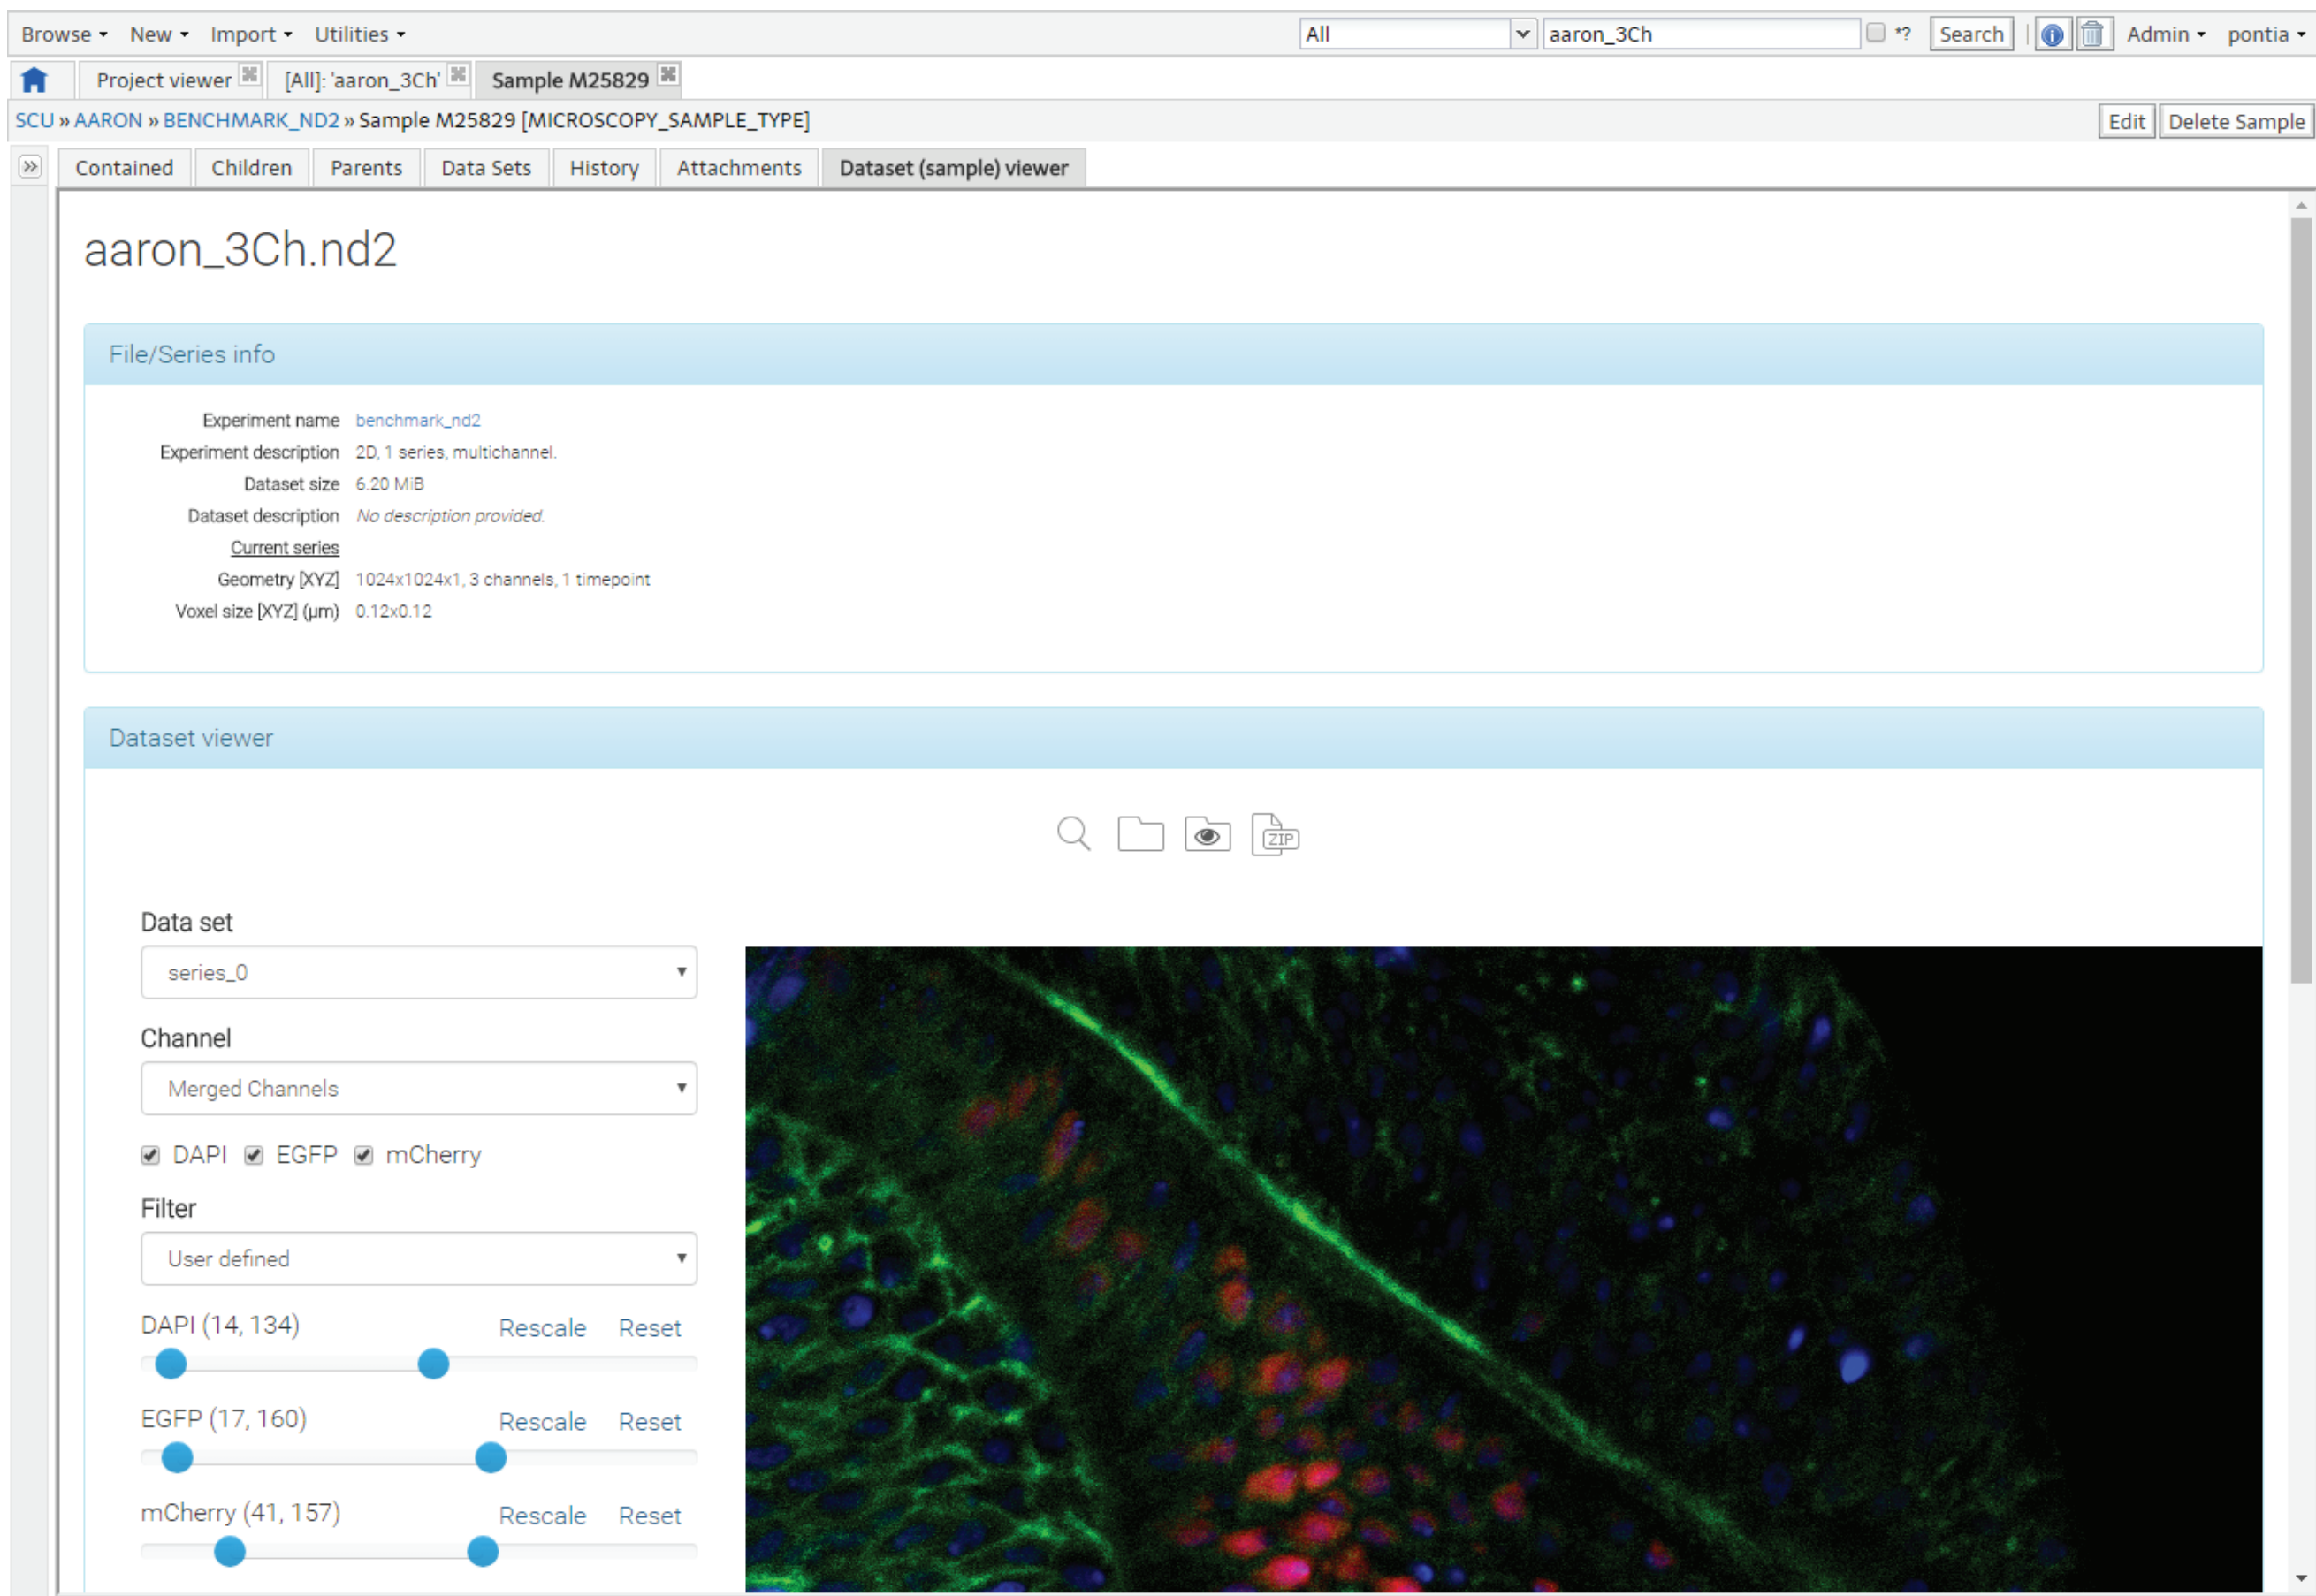 Browse New Import Utilities All aaron_3Ch *? Search Admin pontia
Project viewer [All]: 'aaron_3Ch' Sample M25829
SCU » AARON » BENCHMARK_ND2 » Sample M25829 [MICROSCOPY_SAMPLE_TYPE] Edit Delete Sample
Contained Children Parents Data Sets History Attachments Dataset (sample) viewer
aaron_3Ch.nd2
File/Series info
Experiment name benchmark_nd2
Experiment description 2D, 1 series, multichannel.
Dataset size 6.20 MiB
Dataset description No description provided.
Current series
Geometry [XYZ] 1024x1024x1, 3 channels, 1 timepoint
Voxel size [XYZ] (µm) 0.12x0.12
Dataset viewer
ZIP
Data set
series_0
Channel
Merged Channels
DAPI EGFP mCherry
Filter
User defined
DAPI (14, 134) Rescale Reset
EGFP (17, 160) Rescale Reset
mCherry (41, 157) Rescale Reset